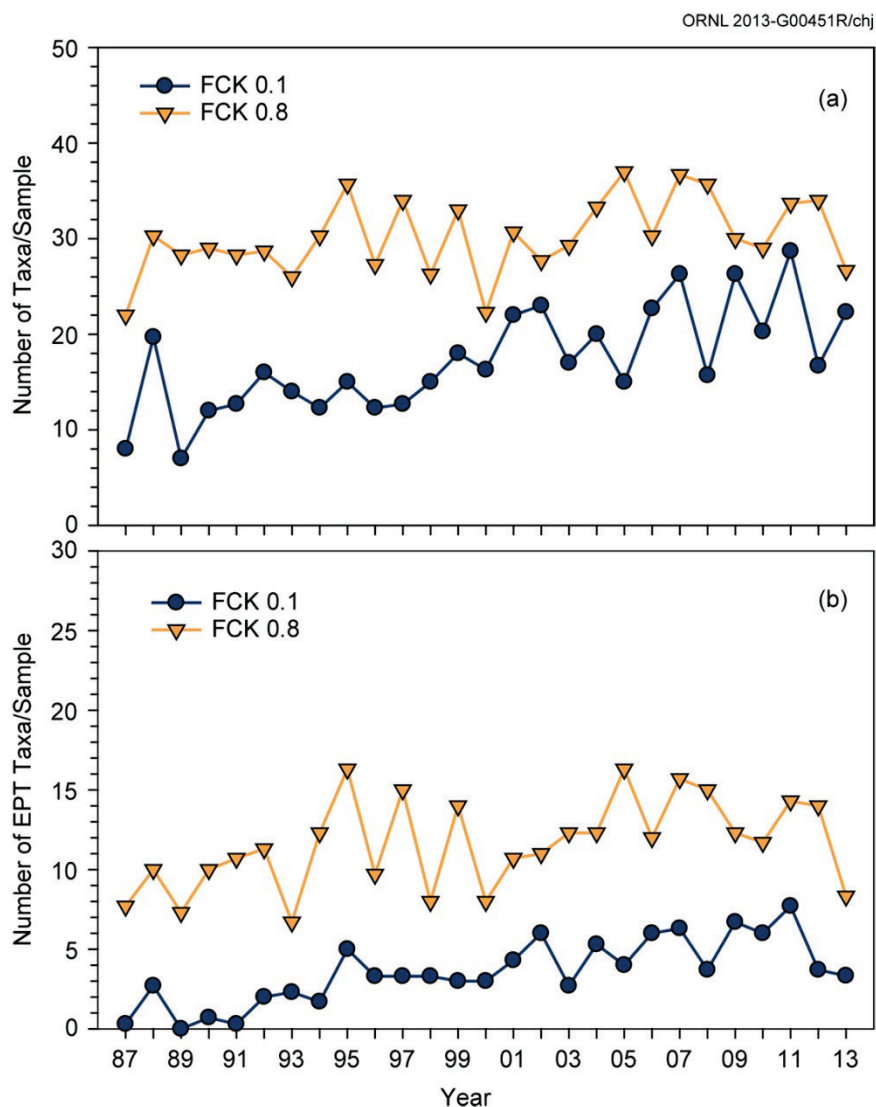 ORNL 2013-G00451R/chj
50
FCK 0.1
(a)
FCK 0.8
40
30
20
10
0
Number of Taxa/Sample
30
FCK 0.1
(b)
FCK 0.8
25
20
15
10
5
0
Number of EPT Taxa/Sample
87 89 91 93 95 97 99 01 03 05 07 09 11 13
Year